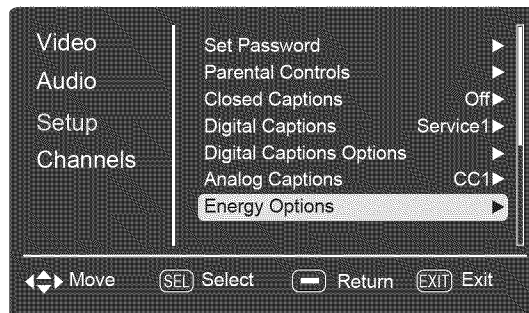 Video
Audio
Setup
Channels
Set Password
Parental Controls
Closed Captions Off
Digital Captions Service1
Digital Captions Options
Analog Captions CC1
Energy Options
Move SEL Select Return EXIT Exit